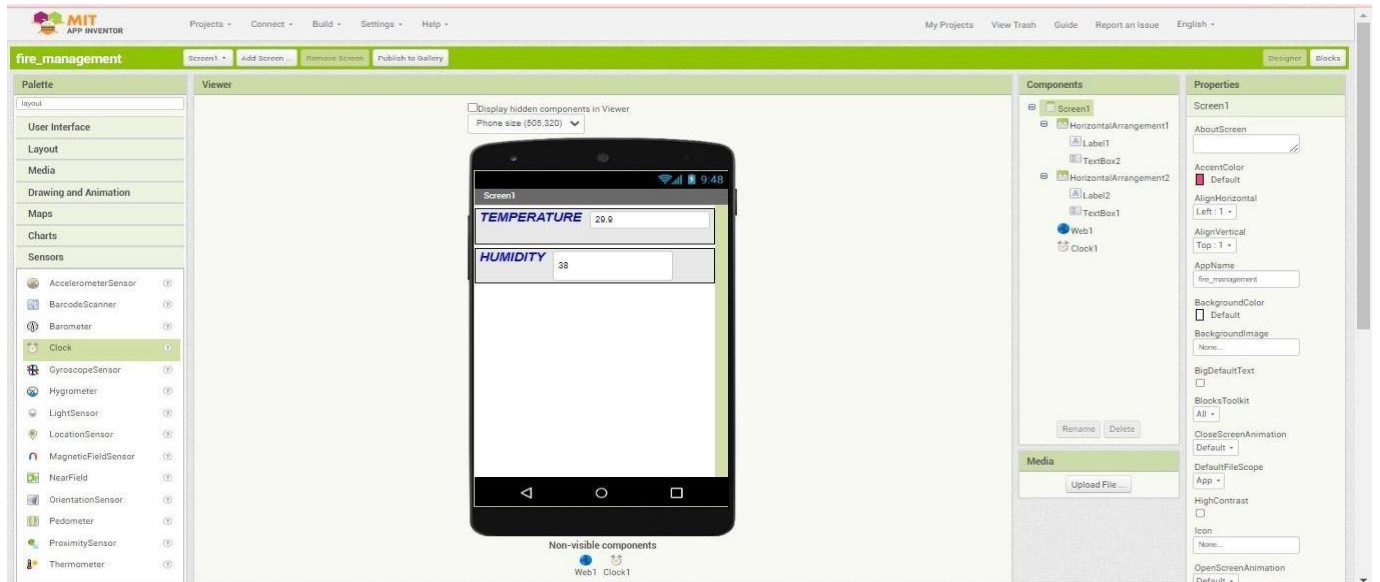 MIT
APP INVENTOR
Projects Connect Build Settings Help
My Projects View Trash Guide Report an Issue English
fire_management
Screen1 Add Screen ... Remove Screen Publish to Gallery
Designer Blocks
Palette
layout
User Interface
Layout
Media
Drawing and Animation
Maps
Charts
Sensors
AccelerometerSensor
BarcodeScanner
Barometer
Clock
GyroscopeSensor
Hygrometer
LightSensor
LocationSensor
MagneticFieldSensor
NearField
OrientationSensor
Pedometer
ProximitySensor
Thermometer
Viewer
Display hidden components in Viewer
Phone size (505,320)
9:48
Screen1
TEMPERATURE 29.9
HUMIDITY 38
Non-visible components
Web1 Clock1
Components
Screen1
HorizontalArrangement1
Label1
TextBox2
HorizontalArrangement2
Label2
TextBox1
Web1
Clock1
Rename Delete
Media
Upload File ...
Properties
Screen1
AboutScreen
AccentColor
Default
AlignHorizontal
Left : 1
AlignVertical
Top : 1
AppName
fire_management
BackgroundColor
Default
BackgroundImage
None...
BigDefaultText
BlocksToolkit
All
CloseScreenAnimation
Default
DefaultFileScope
App
HighContrast
Icon
None...
OpenScreenAnimation
Default